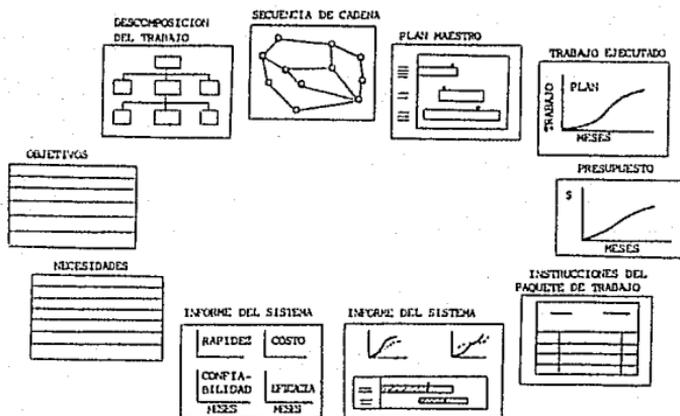 DESCOMPOSICION
DEL TRABAJO
SECUENCIA DE CADENA
PLAN MAESTRO
TRABAJO EJECUTADO
TRABAJO
PLAN
MESES
OBJETIVOS
PRESUPUESTO
$
MESES
NECESIDADES
INSTRUCCIONES DEL
PAQUETE DE TRABAJO
INFORME DEL SISTEMA
RAPIDEZ
COSTO
CONFIA-
BILIDAD
EFICACIA
MESES
MESES
INFORME DEL SISTEMA